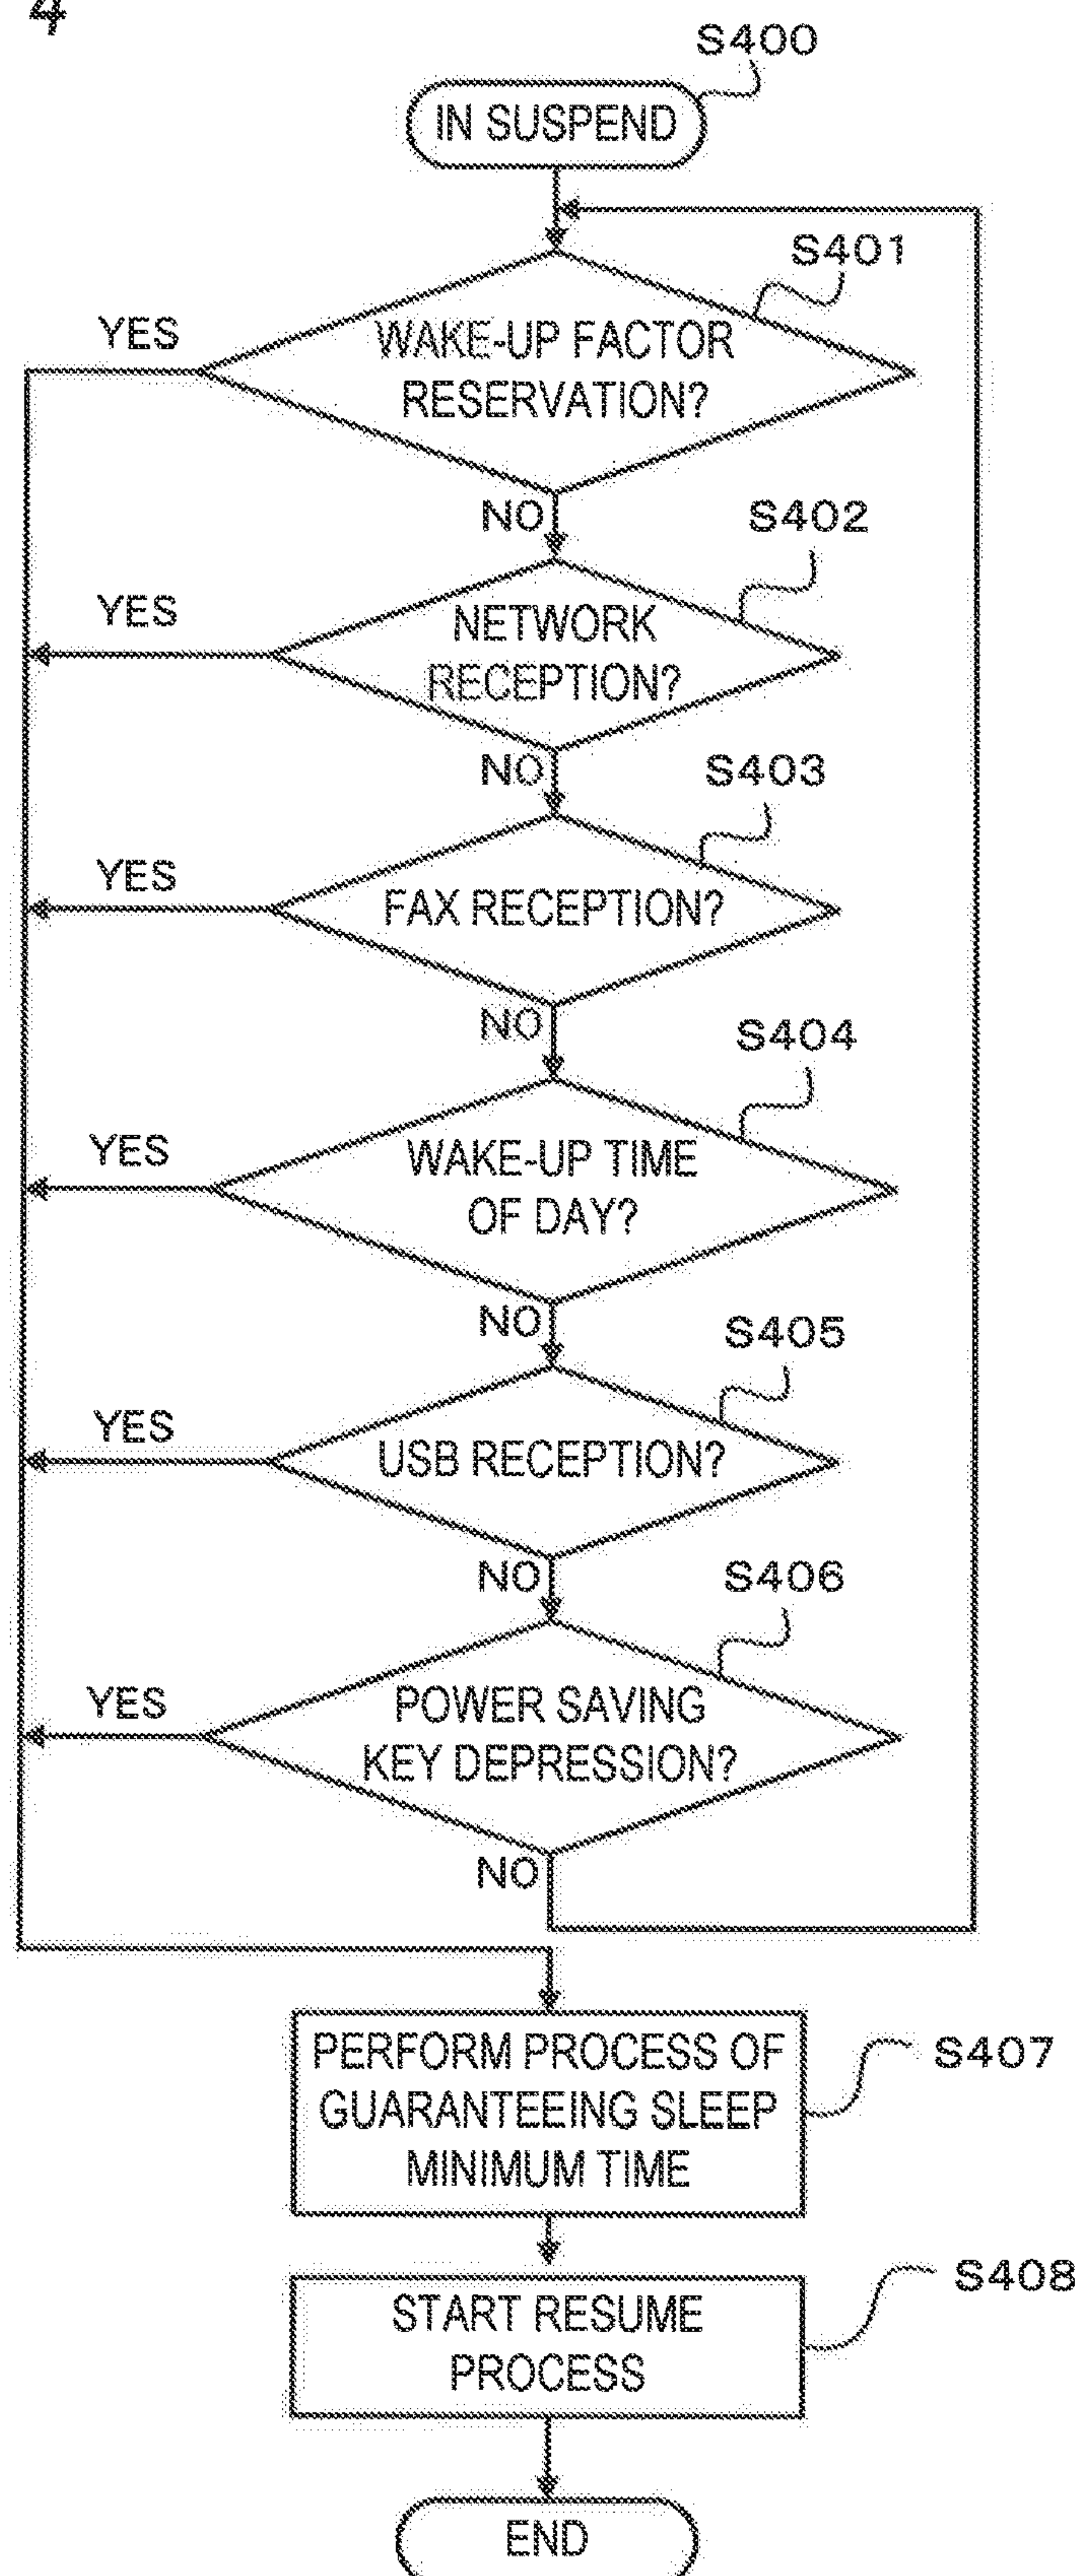 4
S400
IN SUSPEND
S401
YES
WAKE-UP FACTOR
RESERVATION?
NO
S402
YES
NETWORK
RECEPTION?
NO
S403
YES
FAX RECEPTION?
NO
S404
YES
WAKE-UP TIME
OF DAY?
NO
S405
YES
USB RECEPTION?
NO
S406
YES
POWER SAVING
KEY DEPRESSION?
NO
PERFORM PROCESS OF
GUARANTEEING SLEEP
MINIMUM TIME
S407
START RESUME
PROCESS
S408
END